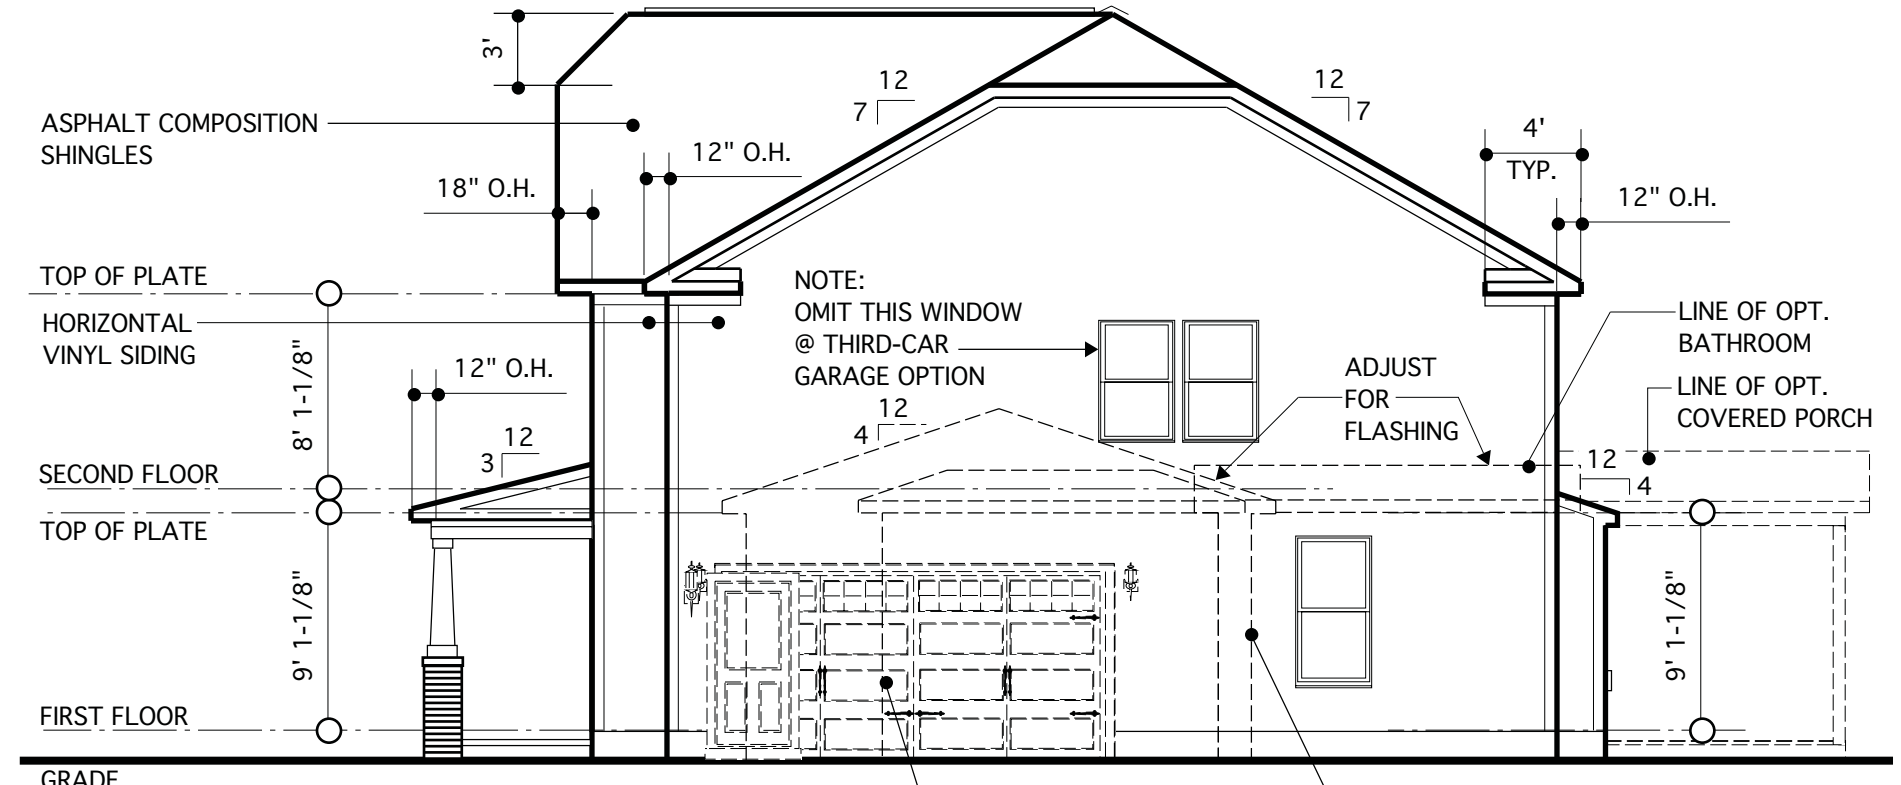 3'
12
7
12
7
ASPHALT COMPOSITION
SHINGLES
12" O.H.
18" O.H.
4'
TYP.
12" O.H.
TOP OF PLATE
HORIZONTAL
VINYL SIDING
8' 1-1/8"
12" O.H.
NOTE:
OMIT THIS WINDOW
@ THIRD-CAR
GARAGE OPTION
ADJUST
FOR
FLASHING
LINE OF OPT.
BATHROOM
LINE OF OPT.
COVERED PORCH
12
4
12
3
12
4
SECOND FLOOR
TOP OF PLATE
9' 1-1/8"
9' 1-1/8"
FIRST FLOOR
GRADE